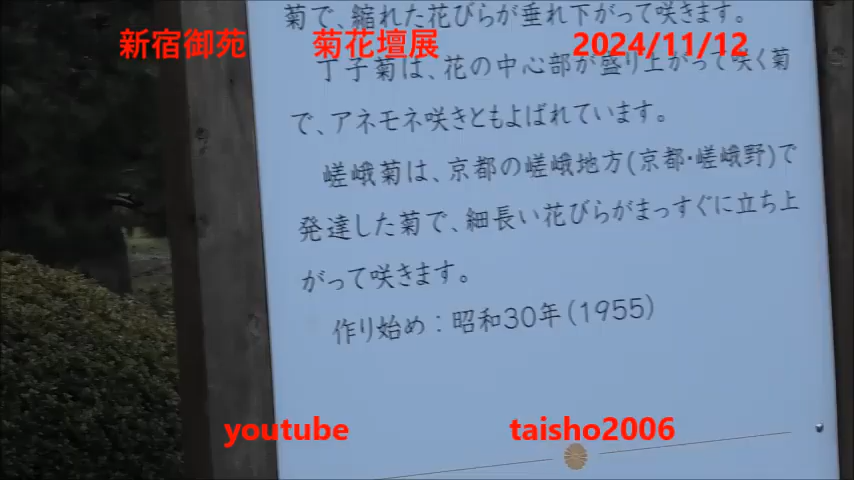 菊で、縮れた花びらが垂れ下がって咲きます。
新宿御苑 菊花壇展 2024/11/12
丁子菊は、花の中心部が盛り上がって咲く菊
で、アネモネ咲きともよばれています。
嵯峨菊は、京都の嵯峨地方(京都・嵯峨野)で
発達した菊で、細長い花びらがまっすぐに立ち上
がって咲きます。
作り始め：昭和30年(1955)
youtube taisho2006